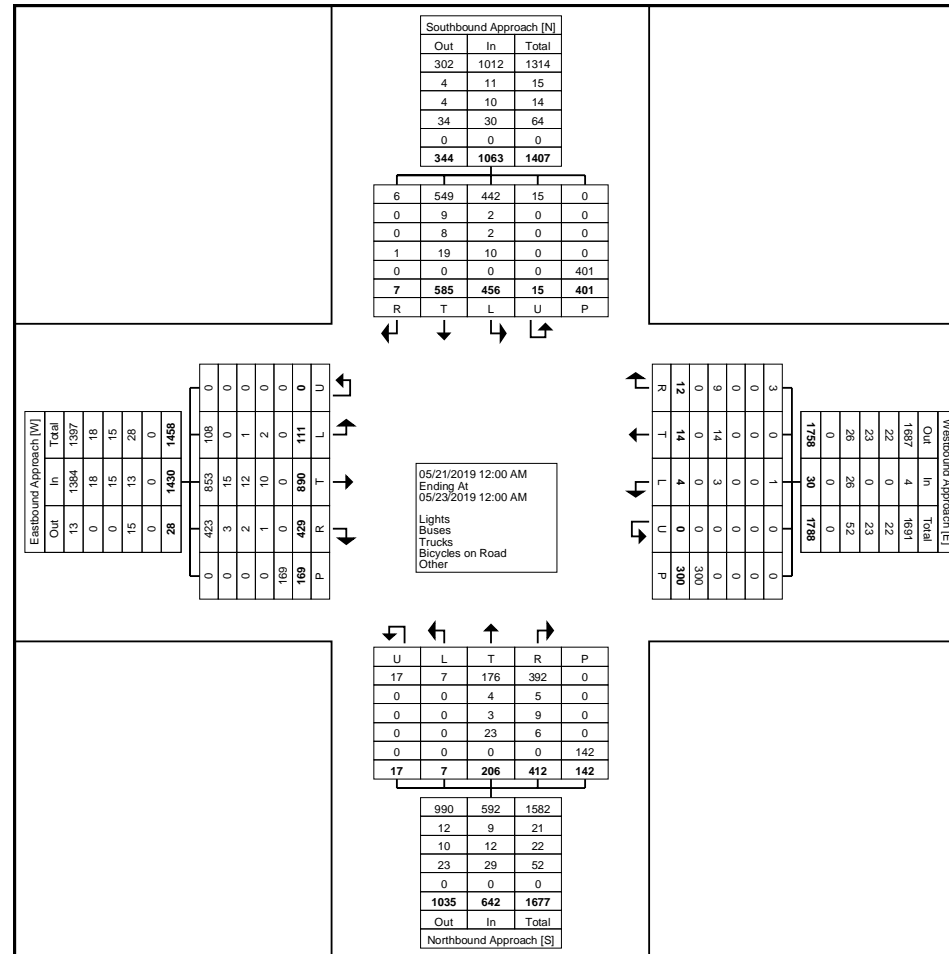 Southbound Approach [N]
Out In Total
302 1012 1314
4 11 15
4 10 14
34 30 64
0 0 0
344 1063 1407
6 549 442 15 0
0 9 2 0 0
0 8 2 0 0
1 19 10 0 0
0 0 0 0 401
7 585 456 15 401
R T L U P
Eastbound Approach [W]
Total 1397 18 15 28 0 1458
In 1384 18 15 13 0 1430
Out 13 0 0 15 0 28
0 0 0 0 0 0 U
108 0 1 2 0 111 L
853 15 12 10 0 890 T
423 3 2 1 0 429 R
0 0 0 0 169 169 P
05/21/2019 12:00 AM
Ending At
05/23/2019 12:00 AM
Lights
Buses
Trucks
Bicycles on Road
Other
R 12 0 9 0 0 3
T 14 0 14 0 0 0
L 4 0 3 0 0 1
U 0 0 0 0 0 0
P 300 300 0 0 0 0
1758 0 26 23 22 1687 Out
30 0 26 0 0 4 In
1788 0 52 23 22 1691 Total
Westbound Approach [E]
U L T R P
17 7 176 392 0
0 0 4 5 0
0 0 3 9 0
0 0 23 6 0
0 0 0 0 142
17 7 206 412 142
990 592 1582
12 9 21
10 12 22
23 29 52
0 0 0
1035 642 1677
Out In Total
Northbound Approach [S]